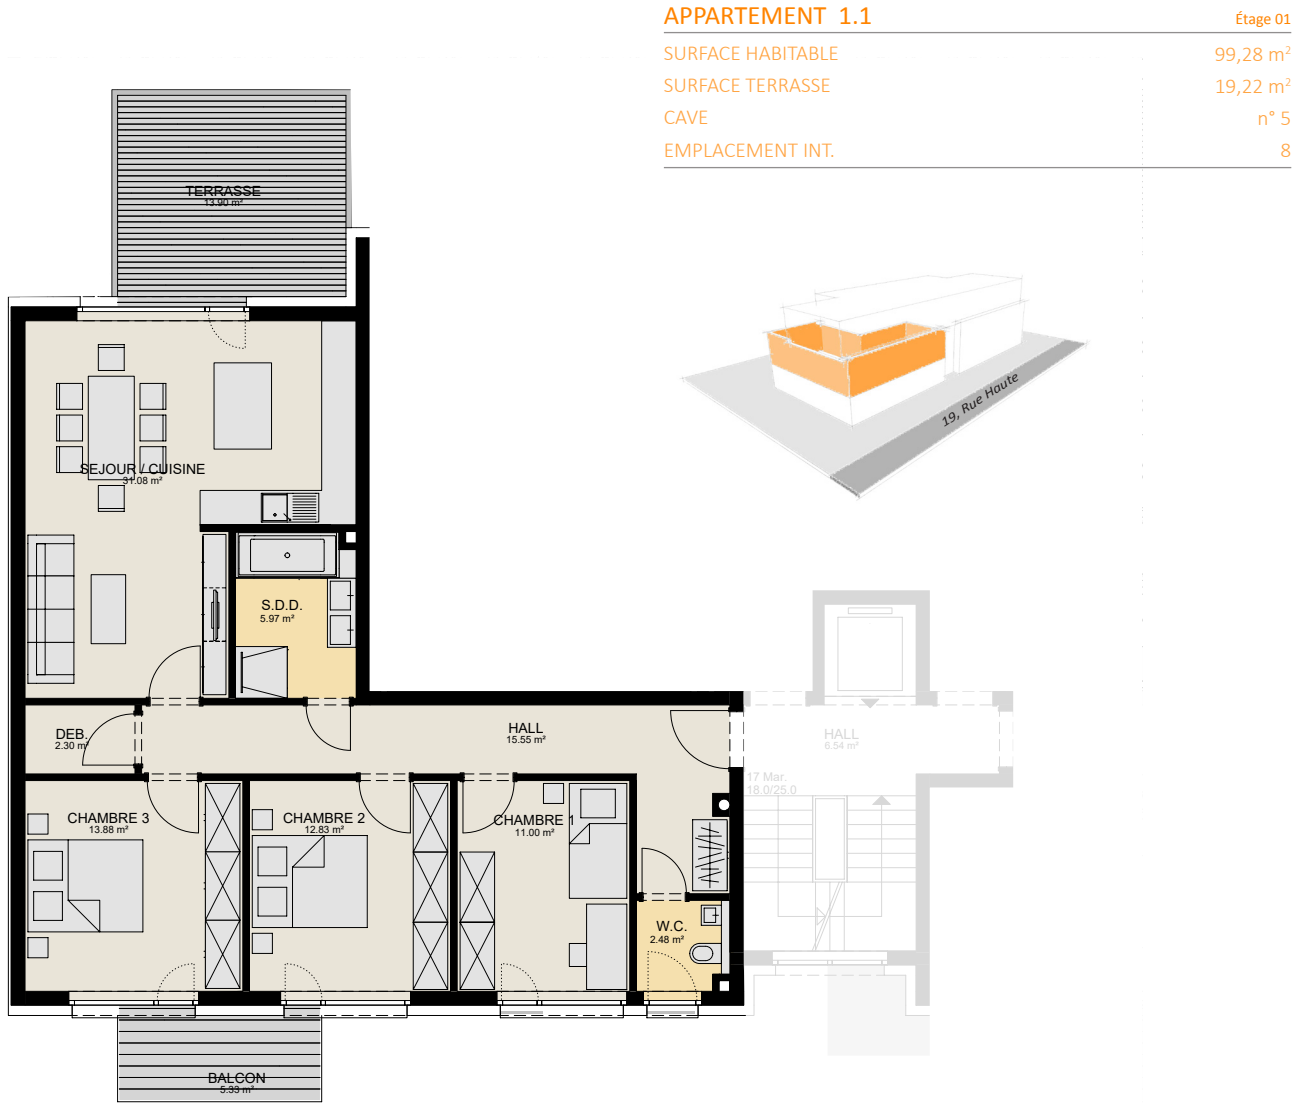 APPARTEMENT 1.1 Étage 01
SURFACE HABITABLE 99,28 m²
SURFACE TERRASSE 19,22 m²
CAVE n° 5
EMPLACEMENT INT. 8
TERRASSE
13.90 m²
19, Rue Haute
SEJOUR / CUISINE
31.08 m²
S.D.D.
5.97 m²
DEB.
2.30 m²
HALL
15.55 m²
HALL
6.54 m²
17 Mar.
18.0/25.0
CHAMBRE 3
13.88 m²
CHAMBRE 2
12.83 m²
CHAMBRE 1
11.00 m²
W.C.
2.48 m²
BALCON
5.33 m²